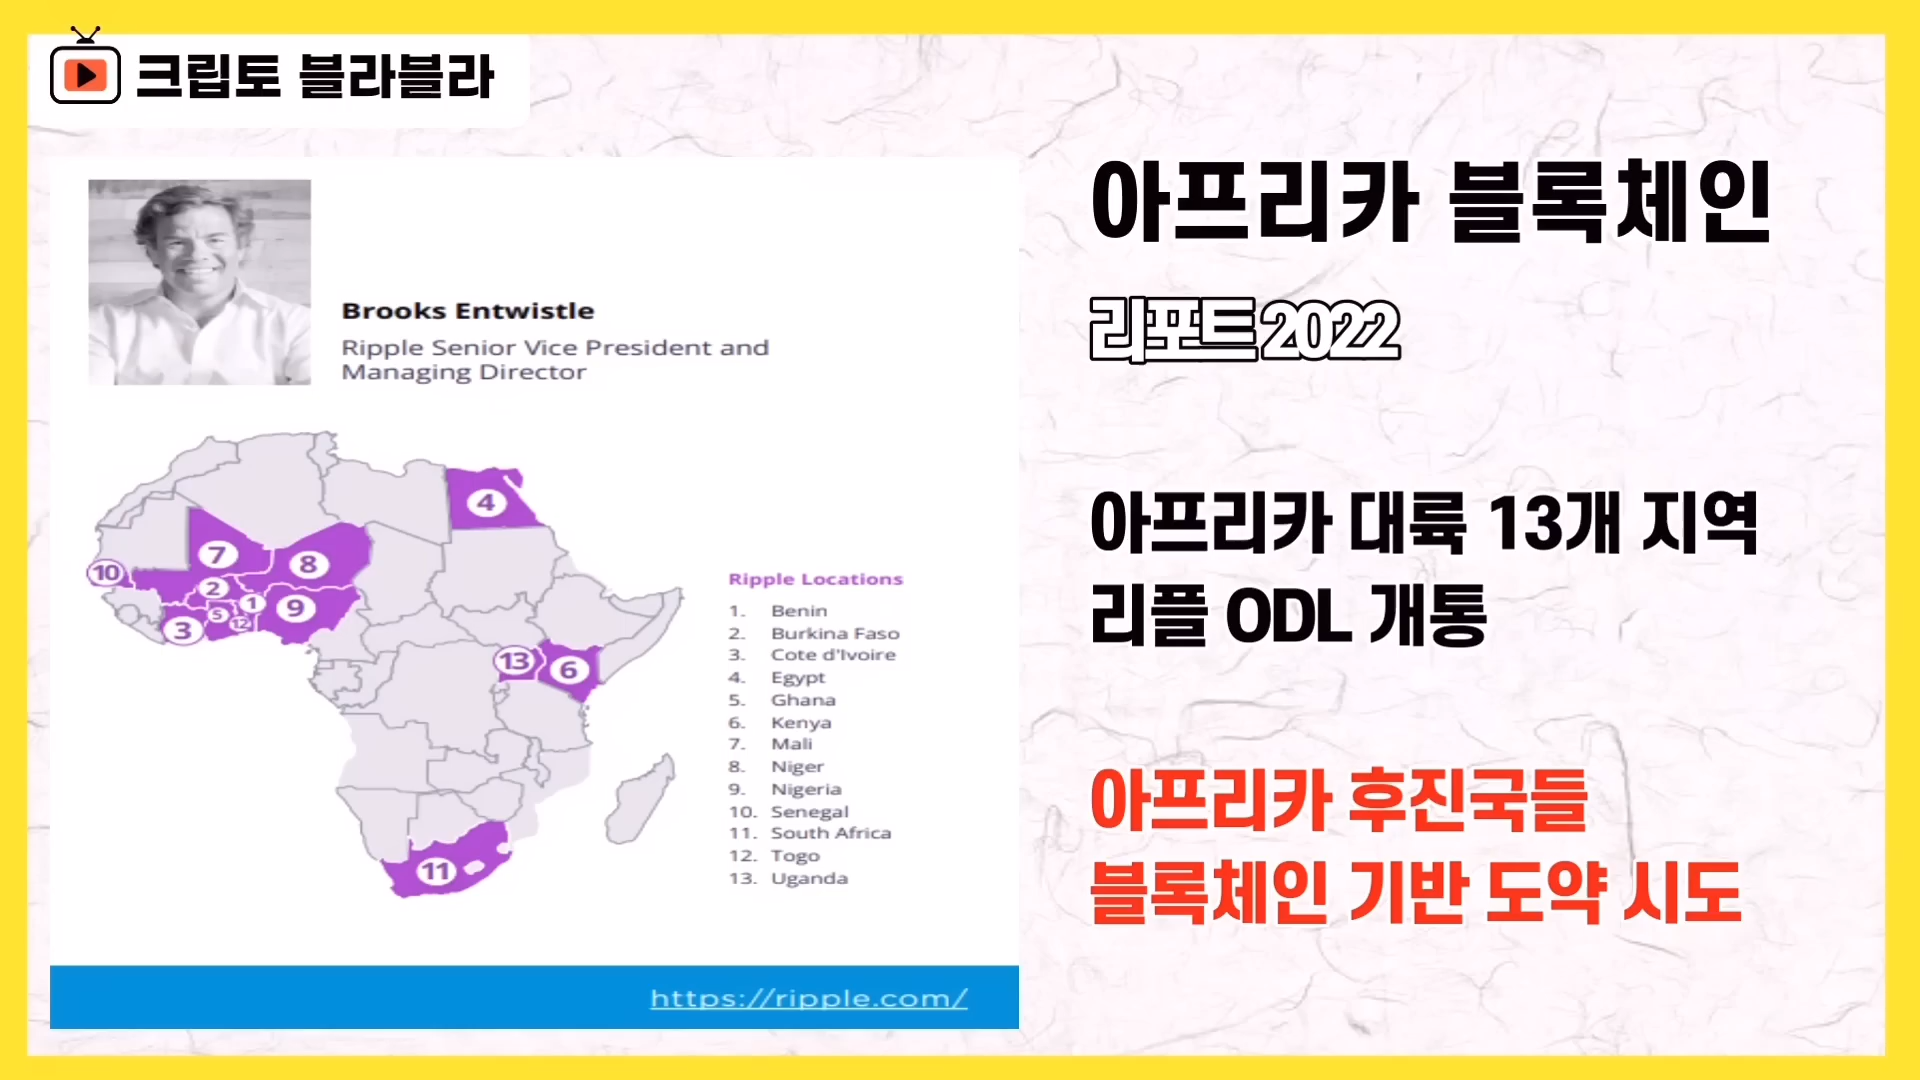 크립토 블라블라
Brooks Entwistle
Ripple Senior Vice President and
Managing Director
4
7
8
10
2
1
9
5
12
3
13
6
11
Ripple Locations
1. Benin
2. Burkina Faso
3. Cote d'Ivoire
4. Egypt
5. Ghana
6. Kenya
7. Mali
8. Niger
9. Nigeria
10. Senegal
11. South Africa
12. Togo
13. Uganda
https://ripple.com/
아프리카 블록체인
리포트 2022
아프리카 대륙 13개 지역
리플 ODL 개통
아프리카 후진국들
블록체인 기반 도약 시도